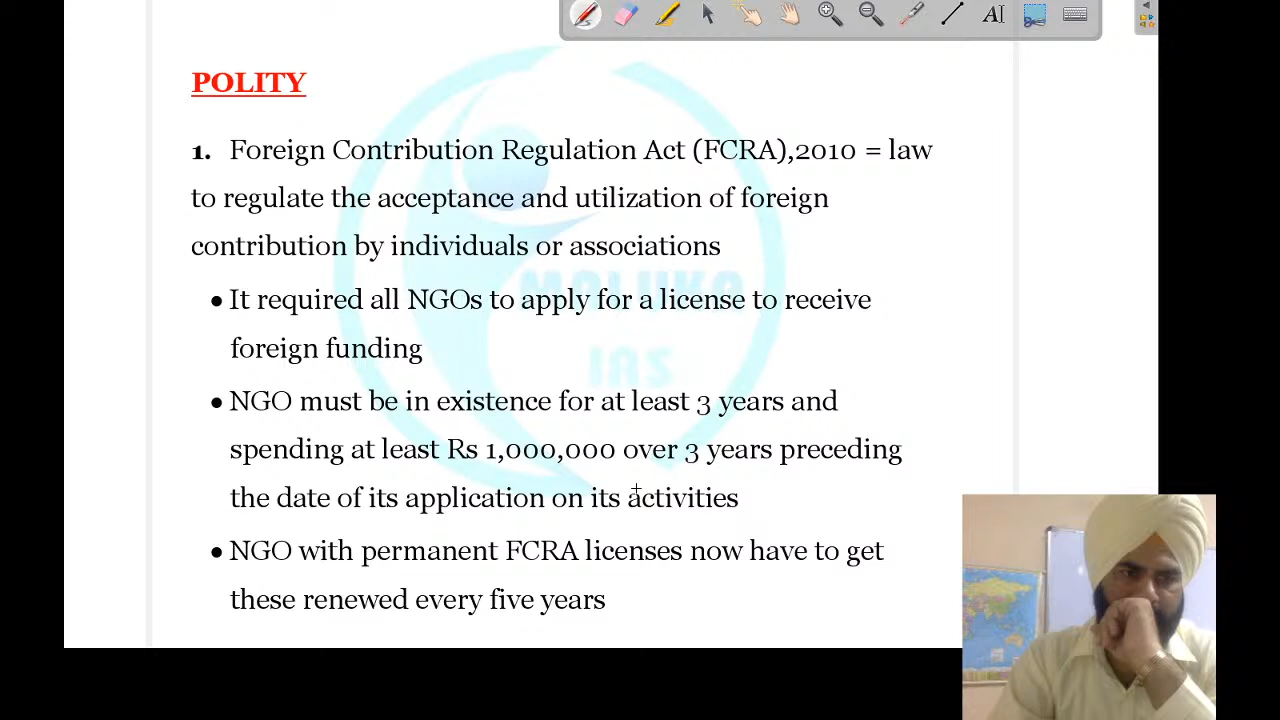 POLITY
1. Foreign Contribution Regulation Act (FCRA),2010 = law
to regulate the acceptance and utilization of foreign
contribution by individuals or associations
• It required all NGOs to apply for a license to receive
foreign funding
• NGO must be in existence for at least 3 years and
spending at least Rs 1,000,000 over 3 years preceding
the date of its application on its activities
• NGO with permanent FCRA licenses now have to get
these renewed every five years
MALUKA
IAS